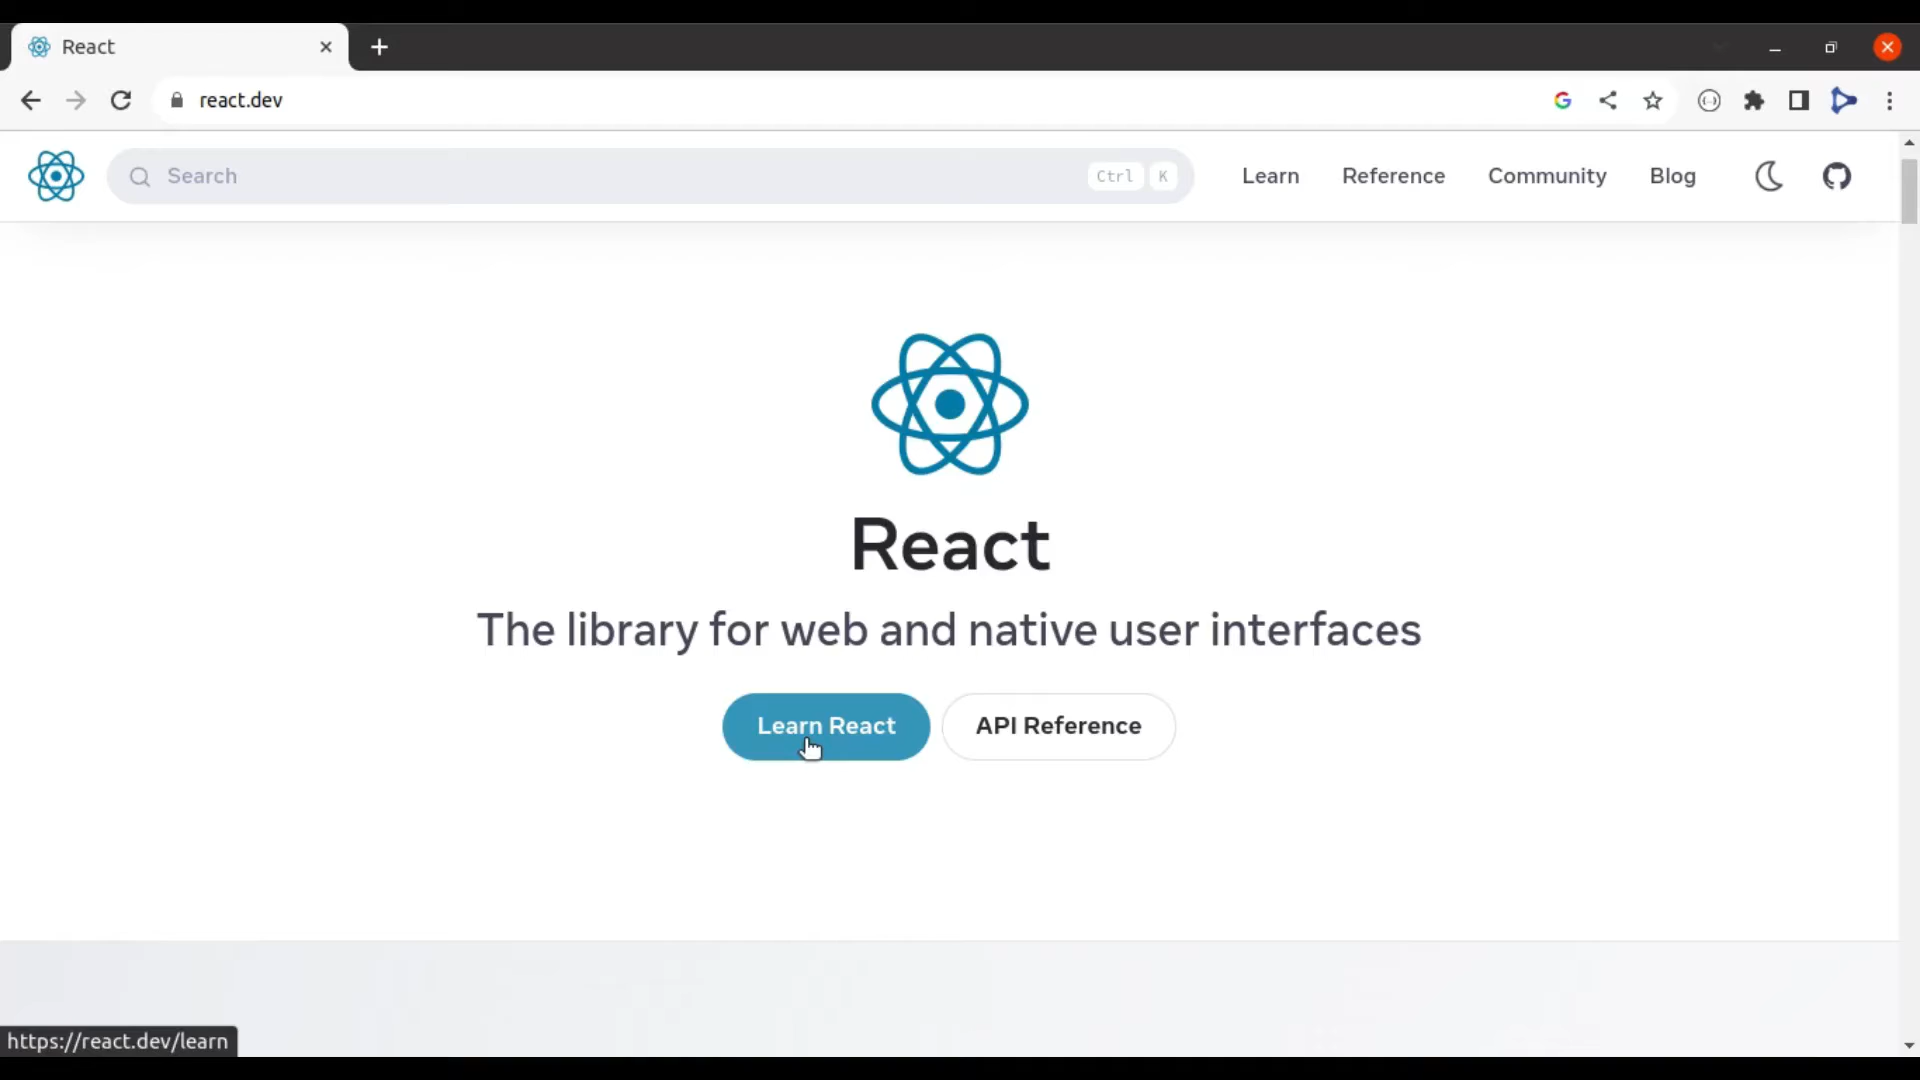 React
react.dev
Search
Ctrl K
Learn
Reference
Community
Blog
React
The library for web and native user interfaces
Learn React
API Reference
https://react.dev/learn